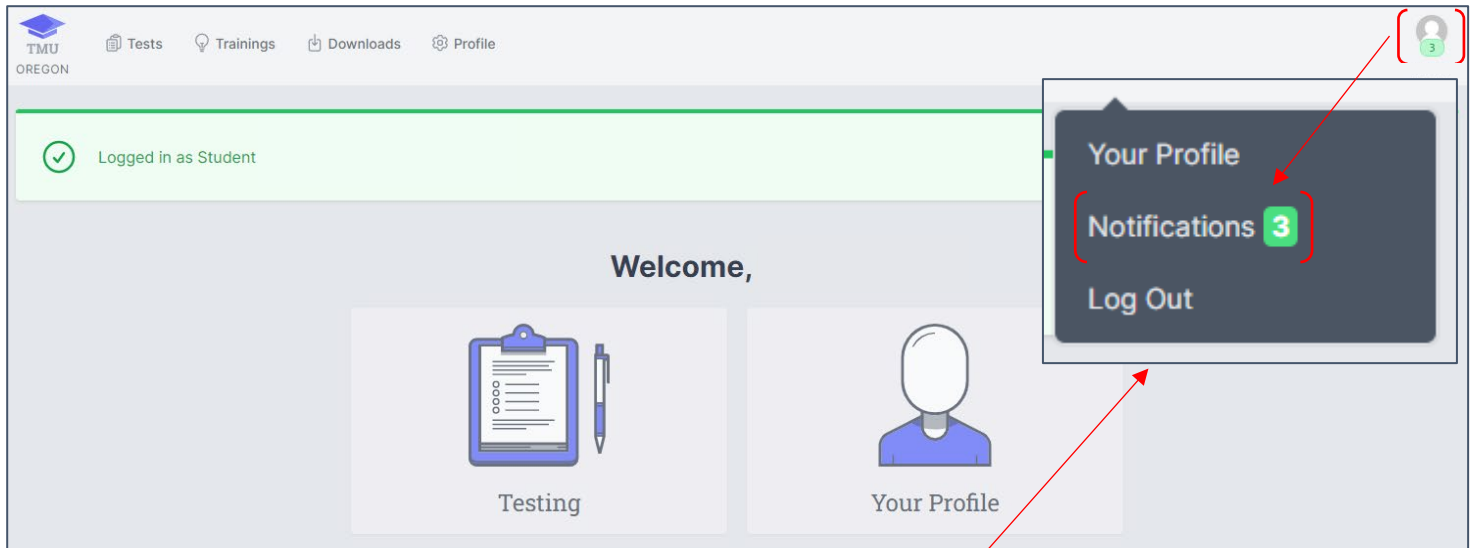 TMU
OREGON
Tests Trainings Downloads Profile
3
Logged in as Student
Your Profile
Notifications 3
Log Out
Welcome,
Testing
Your Profile